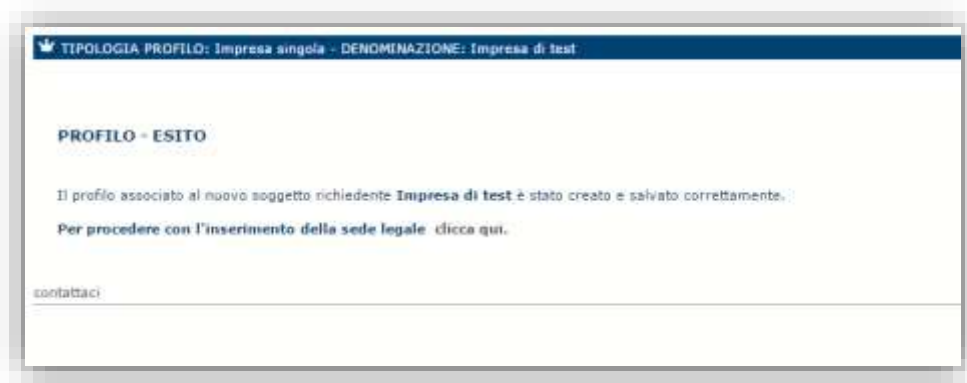 TIPOLOGIA PROFILO: Impresa singola - DENOMINAZIONE: Impresa di test
PROFILO - ESITO
Il profilo associato al nuovo soggetto richiedente Impresa di test è stato creato e salvato correttamente.
Per procedere con l'inserimento della sede legale clicca qui.
contattaci